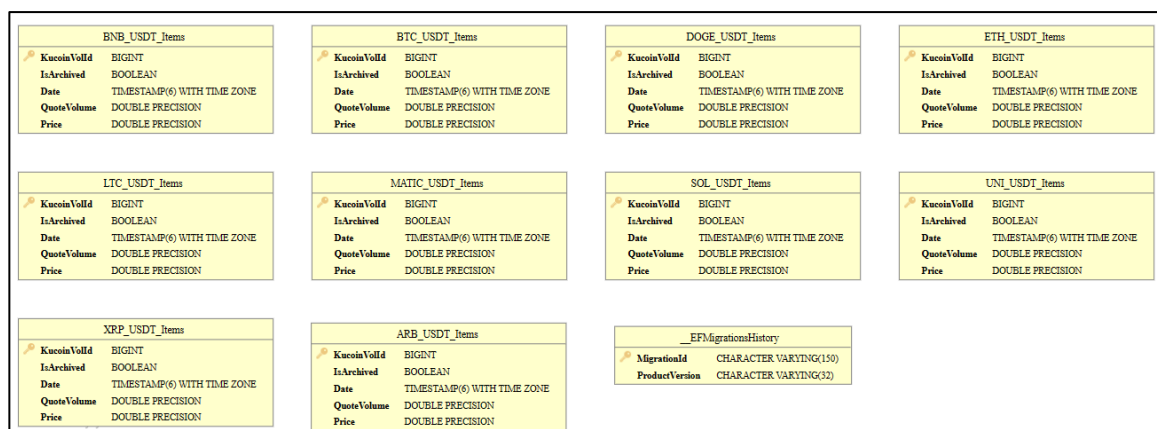 BNB_USDT_Items
KucoinVolId BIGINT
IsArchived BOOLEAN
Date TIMESTAMP(6) WITH TIME ZONE
QuoteVolume DOUBLE PRECISION
Price DOUBLE PRECISION
BTC_USDT_Items
KucoinVolId BIGINT
IsArchived BOOLEAN
Date TIMESTAMP(6) WITH TIME ZONE
QuoteVolume DOUBLE PRECISION
Price DOUBLE PRECISION
DOGE_USDT_Items
KucoinVolId BIGINT
IsArchived BOOLEAN
Date TIMESTAMP(6) WITH TIME ZONE
QuoteVolume DOUBLE PRECISION
Price DOUBLE PRECISION
ETH_USDT_Items
KucoinVolId BIGINT
IsArchived BOOLEAN
Date TIMESTAMP(6) WITH TIME ZONE
QuoteVolume DOUBLE PRECISION
Price DOUBLE PRECISION
LTC_USDT_Items
KucoinVolId BIGINT
IsArchived BOOLEAN
Date TIMESTAMP(6) WITH TIME ZONE
QuoteVolume DOUBLE PRECISION
Price DOUBLE PRECISION
MATIC_USDT_Items
KucoinVolId BIGINT
IsArchived BOOLEAN
Date TIMESTAMP(6) WITH TIME ZONE
QuoteVolume DOUBLE PRECISION
Price DOUBLE PRECISION
SOL_USDT_Items
KucoinVolId BIGINT
IsArchived BOOLEAN
Date TIMESTAMP(6) WITH TIME ZONE
QuoteVolume DOUBLE PRECISION
Price DOUBLE PRECISION
UNI_USDT_Items
KucoinVolId BIGINT
IsArchived BOOLEAN
Date TIMESTAMP(6) WITH TIME ZONE
QuoteVolume DOUBLE PRECISION
Price DOUBLE PRECISION
XRP_USDT_Items
KucoinVolId BIGINT
IsArchived BOOLEAN
Date TIMESTAMP(6) WITH TIME ZONE
QuoteVolume DOUBLE PRECISION
Price DOUBLE PRECISION
ARB_USDT_Items
KucoinVolId BIGINT
IsArchived BOOLEAN
Date TIMESTAMP(6) WITH TIME ZONE
QuoteVolume DOUBLE PRECISION
Price DOUBLE PRECISION
__EFMigrationsHistory
MigrationId CHARACTER VARYING(150)
ProductVersion CHARACTER VARYING(32)